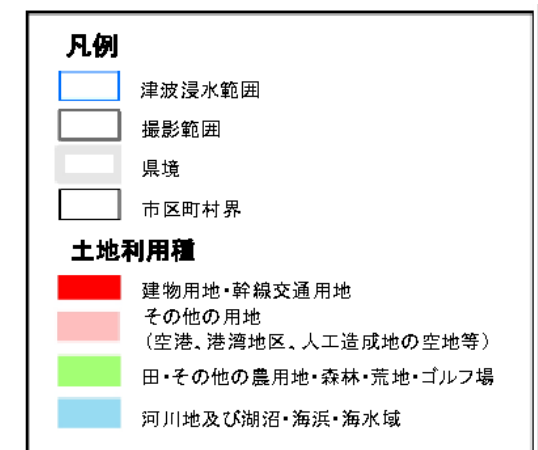 凡例
津波浸水範囲
撮影範囲
県境
市区町村界
土地利用種
建物用地・幹線交通用地
その他の用地
(空港、港湾地区、人工造成地の空地等)
田・その他の農用地・森林・荒地・ゴルフ場
河川地及び湖沼・海浜・海水域